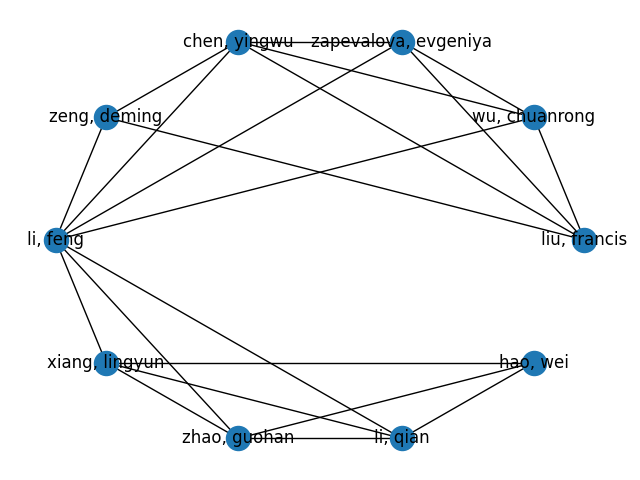 chen, yingwu
zapevalova, evgeniya
zeng, deming
wu, chuanrong
li, feng
liu, francis
xiang, lingyun
hao, wei
zhao, guohan
li, qian